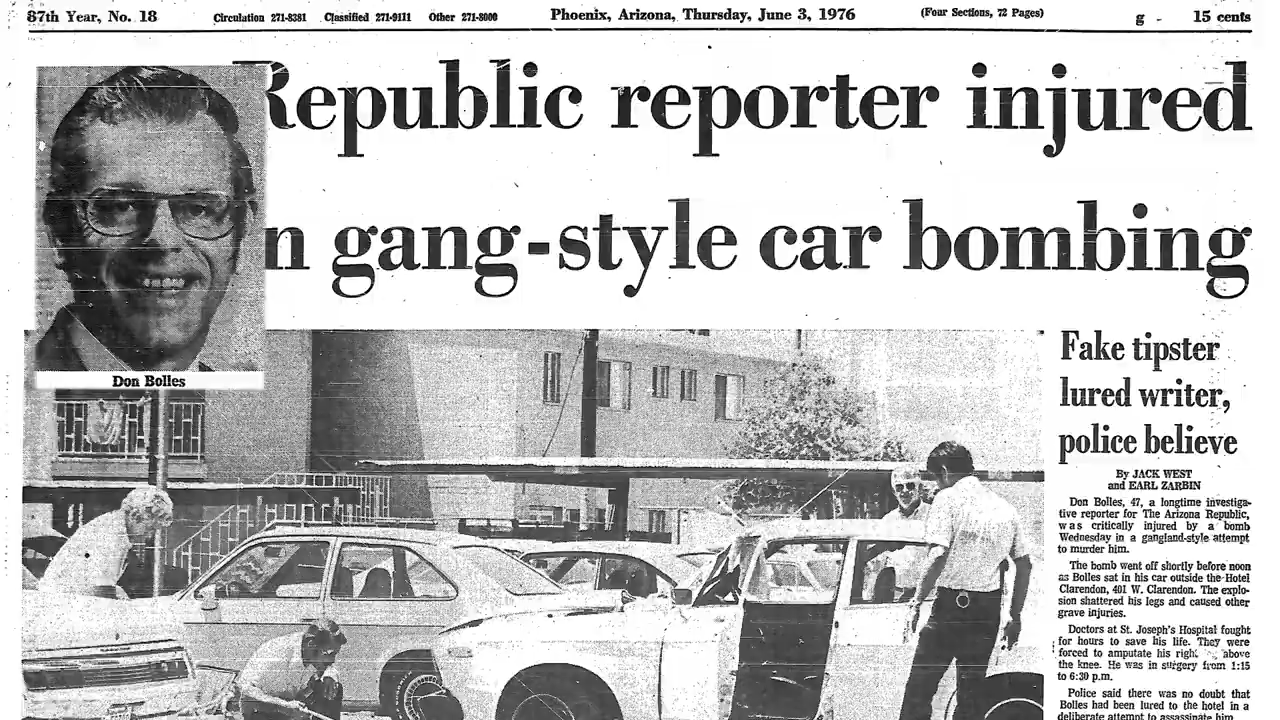 87th Year, No. 18
Circulation 271-8381 Classified 271-9111 Other 271-8000
Phoenix, Arizona, Thursday, June 3, 1976
(Four Sections, 72 Pages)
g - 15 cents
Republic reporter injured
n gang-style car bombing
Don Bolles
Fake tipster
lured writer,
police believe
By JACK WEST
and EARL ZARBIN
Don Bolles, 47, a longtime investiga-
tive reporter for The Arizona Republic,
was critically injured by a bomb
Wednesday in a gangland-style attempt
to murder him.
The bomb went off shortly before noon
as Bolles sat in his car outside the Hotel
Clarendon, 401 W. Clarendon. The explo-
sion shattered his legs and caused other
grave injuries.
Doctors at St. Joseph's Hospital fought
for hours to save his life. They were
forced to amputate his right above
the knee. He was in surgery from 1:15
to 6:30 p.m.
Police said there was no doubt that
Bolles had been lured to the hotel in a
deliberate attempt to assassinate him.